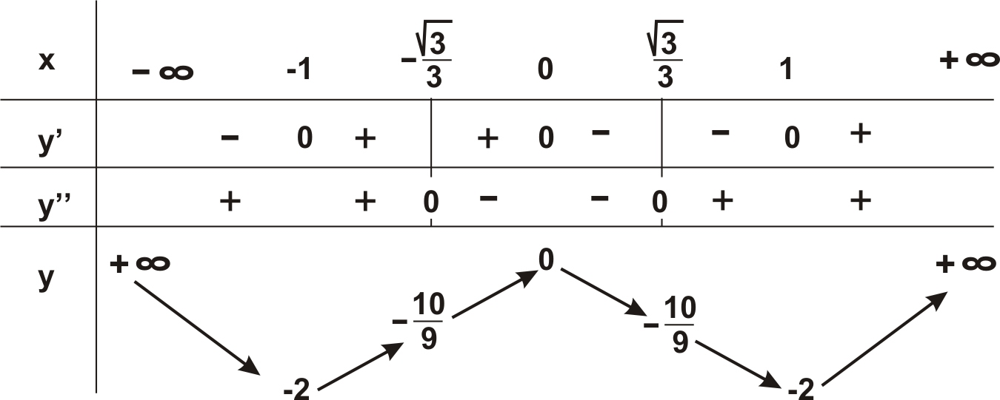 x − ∞ -1 −√3/3 0 √3/3 1 + ∞
y’ − 0 + + 0 − − 0 +
y’’ + + 0 − − 0 + +
y + ∞ -2 −10/9 0 −10/9 -2 + ∞